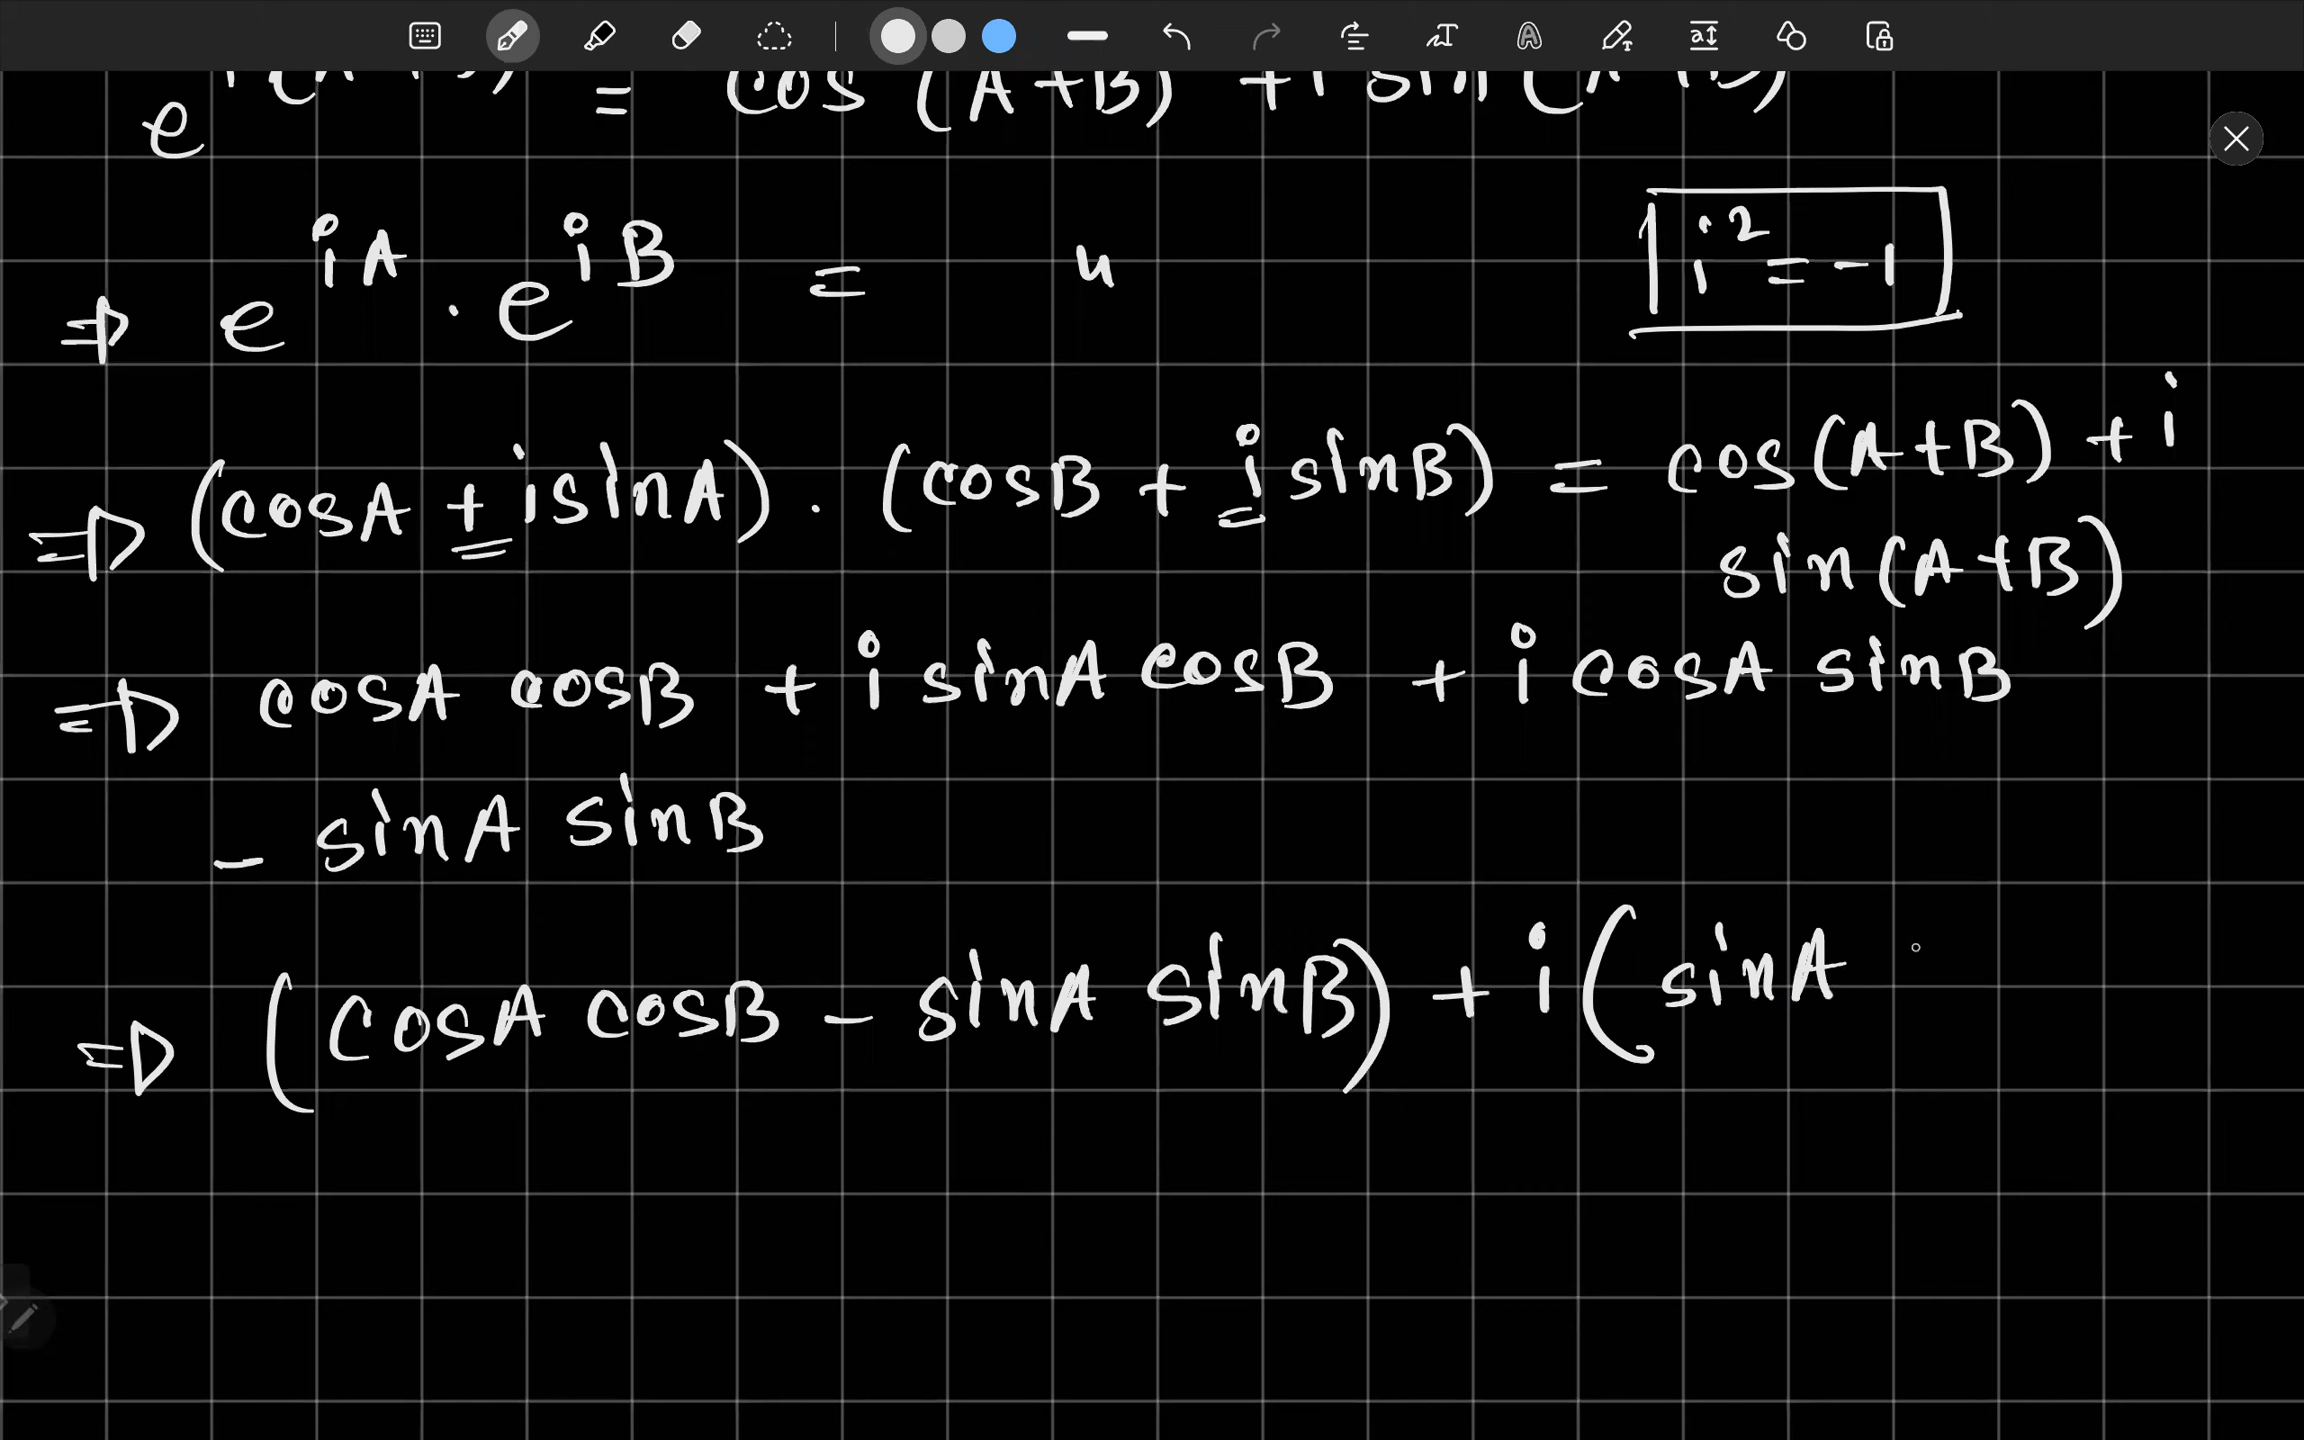 e = cos (A+B) + i sin (A+B)
⇒ e^{iA} . e^{iB} = "
i² = -1
⇒ (cosA + isinA) . (cosB + isinB) = cos(A+B) + i
sin(A+B)
⇒ cosA cosB + i sinA cosB + i cosA sinB
- sinA sinB
⇒ (cosA cosB - sinA sinB) + i ( sinA